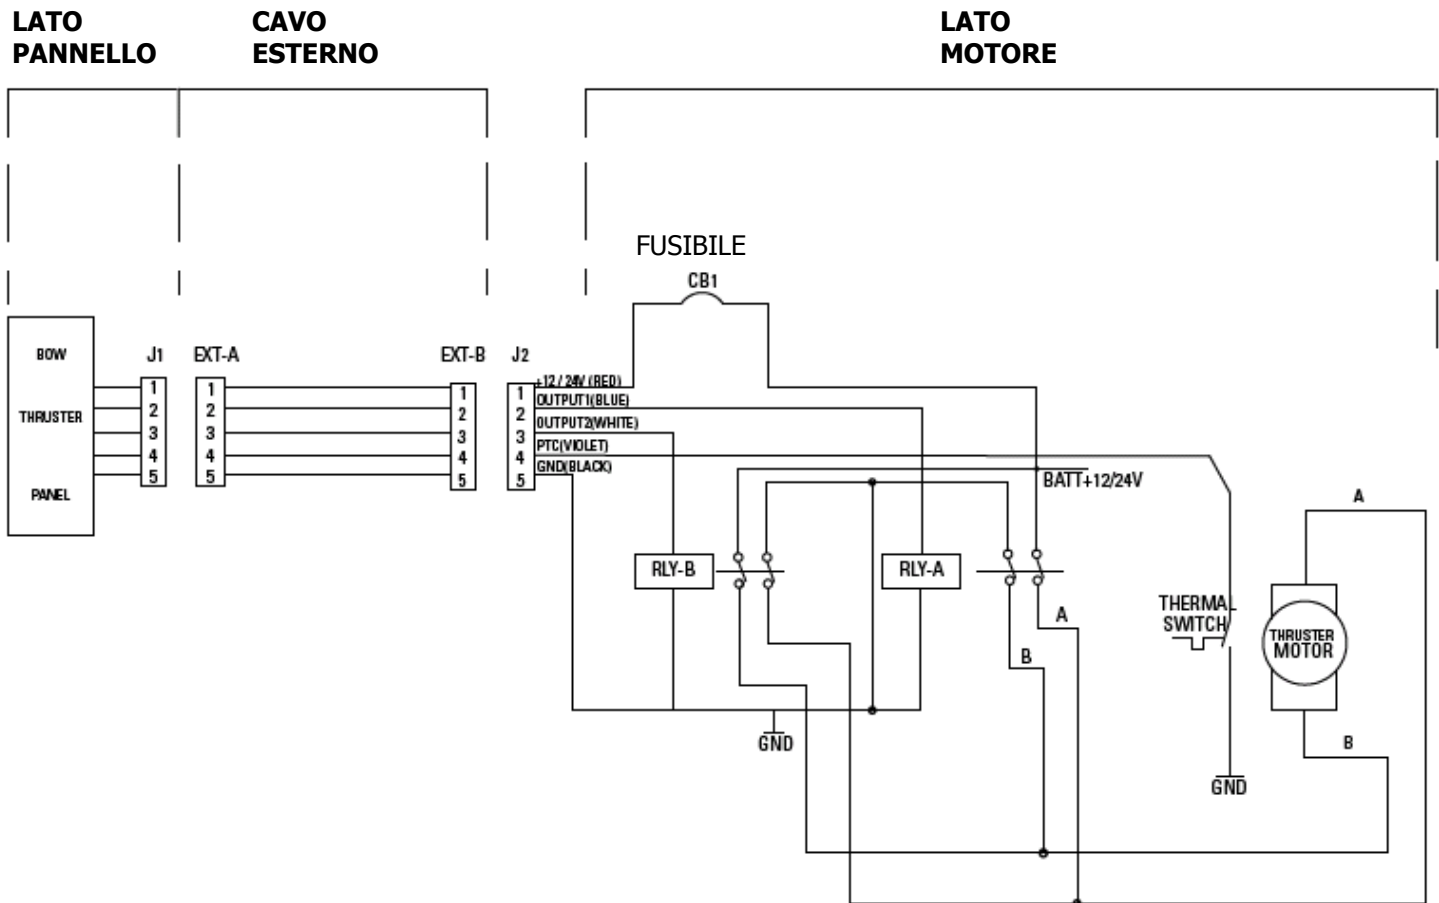 LATO
PANNELLO
CAVO
ESTERNO
LATO
MOTORE
FUSIBILE
CB1
BOW
THRUSTER
PANEL
J1
1
2
3
4
5
EXT-A
1
2
3
4
5
EXT-B
1
2
3
4
5
J2
1
2
3
4
5
+12 / 24V (RED)
OUTPUT1(BLUE)
OUTPUT2(WHITE)
PTC(VIOLET)
GND(BLACK)
BATT+12/24V
RLY-B
RLY-A
A
B
GND
THERMAL
SWITCH
GND
A
THRUSTER
MOTOR
B